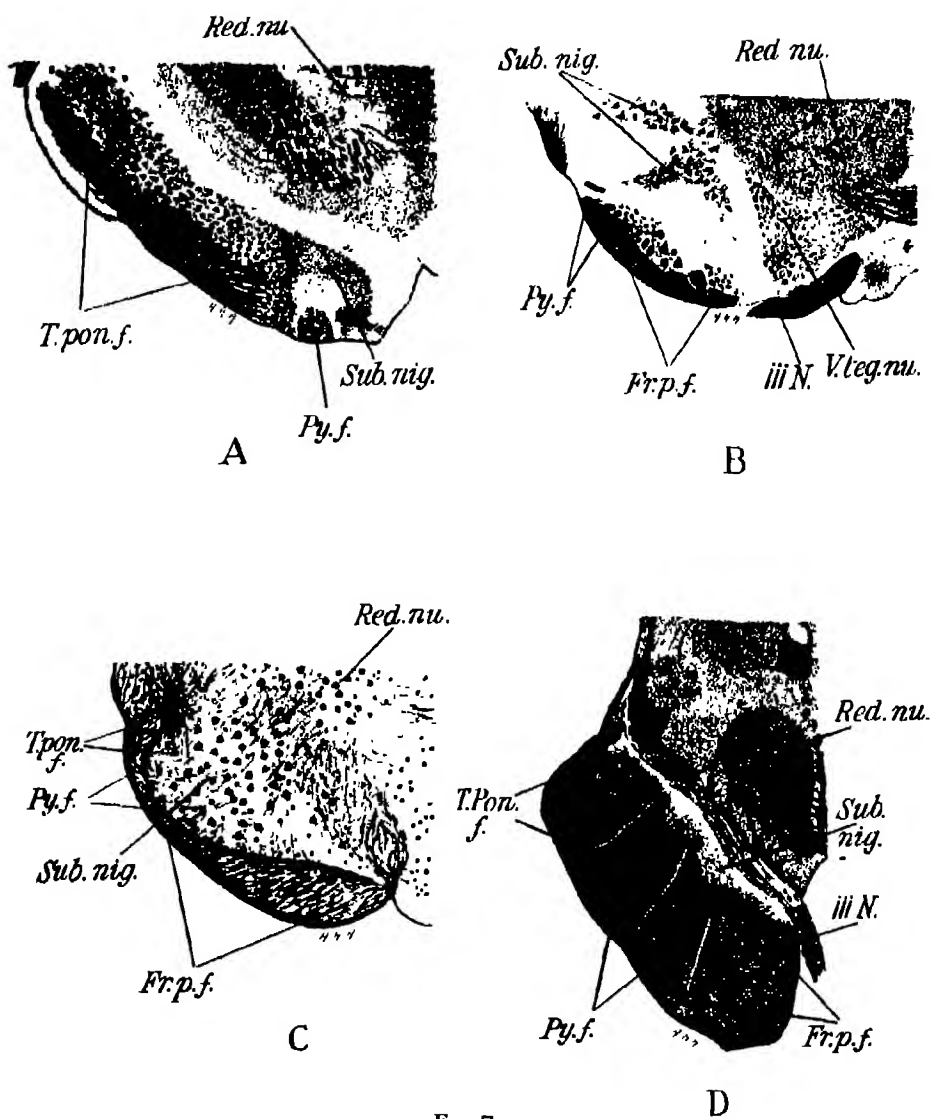 Red.nu
T.pon.f.
Sub.nig.
Py.f.
A
Sub. nig.
Red nu.
Py.f.
Fr.p.f.
iii N.
V.teg.nu.
B
Red.nu.
T.pon.
f.
Py.f.
Sub. nig.
Fr.p.f.
C
Red.nu.
T.Pon.
f.
Sub.
nig.
iii N.
Py.f.
Fr.p.f.
D